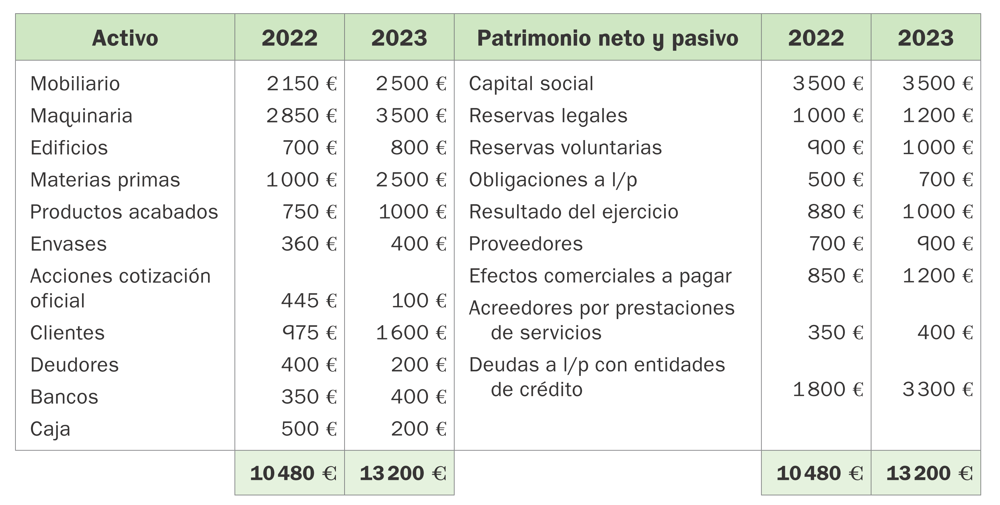 Activo 2022 2023 Patrimonio neto y pasivo 2022 2023
Mobiliario 2 150 € 2 500 € Capital social 3 500 € 3 500 €
Maquinaria 2 850 € 3 500 € Reservas legales 1 000 € 1 200 €
Edificios 700 € 800 € Reservas voluntarias 900 € 1 000 €
Materias primas 1 000 € 2 500 € Obligaciones a l/p 500 € 700 €
Productos acabados 750 € 1000 € Resultado del ejercicio 880 € 1 000 €
Envases 360 € 400 € Proveedores 700 € 900 €
Acciones cotización Efectos comerciales a pagar 850 € 1 200 €
oficial 445 € 100 € Acreedores por prestaciones
Clientes 975 € 1 600 € de servicios 350 € 400 €
Deudores 400 € 200 € Deudas a l/p con entidades
Bancos 350 € 400 € de crédito 1 800 € 3 300 €
Caja 500 € 200 €
10 480 € 13 200 € 10 480 € 13 200 €